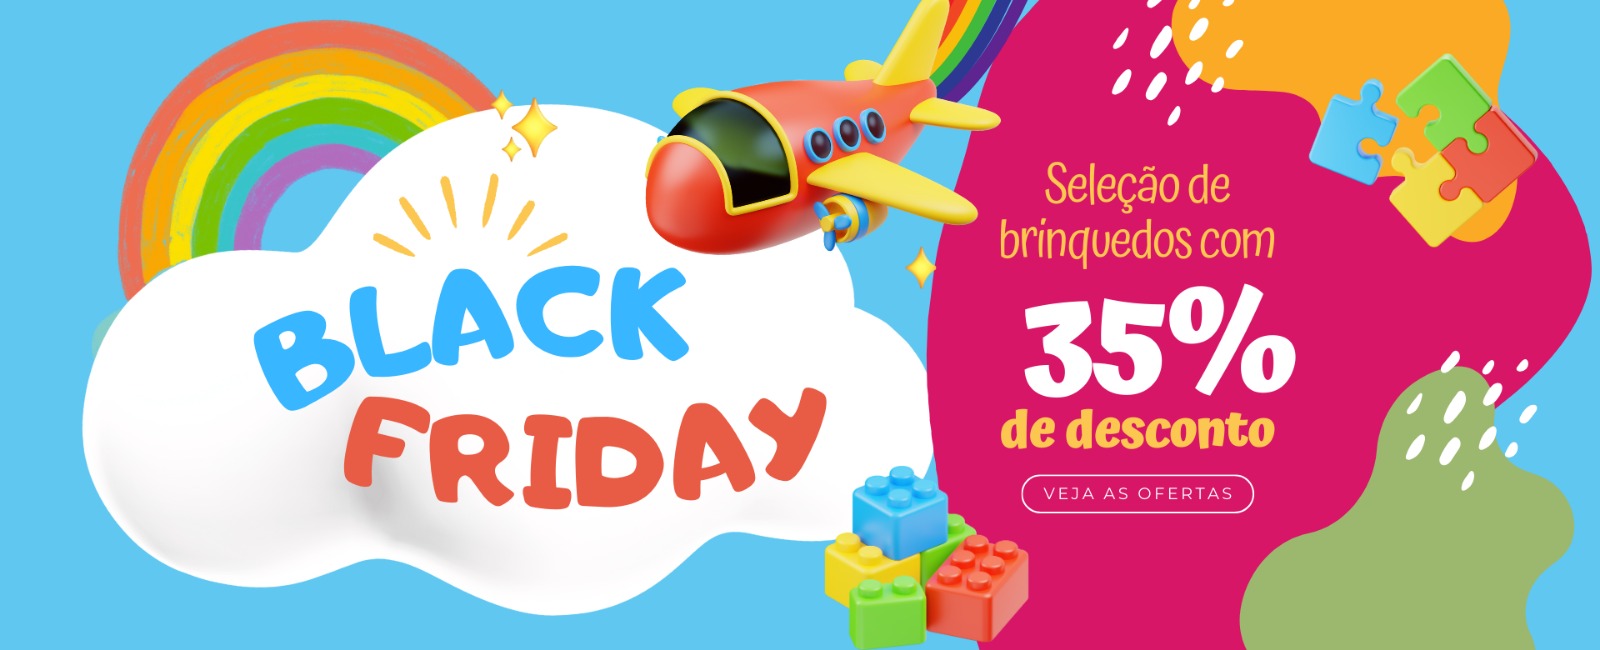 BLACK
FRIDAY
Seleção de
brinquedos com
35%
de desconto
VEJA AS OFERTAS